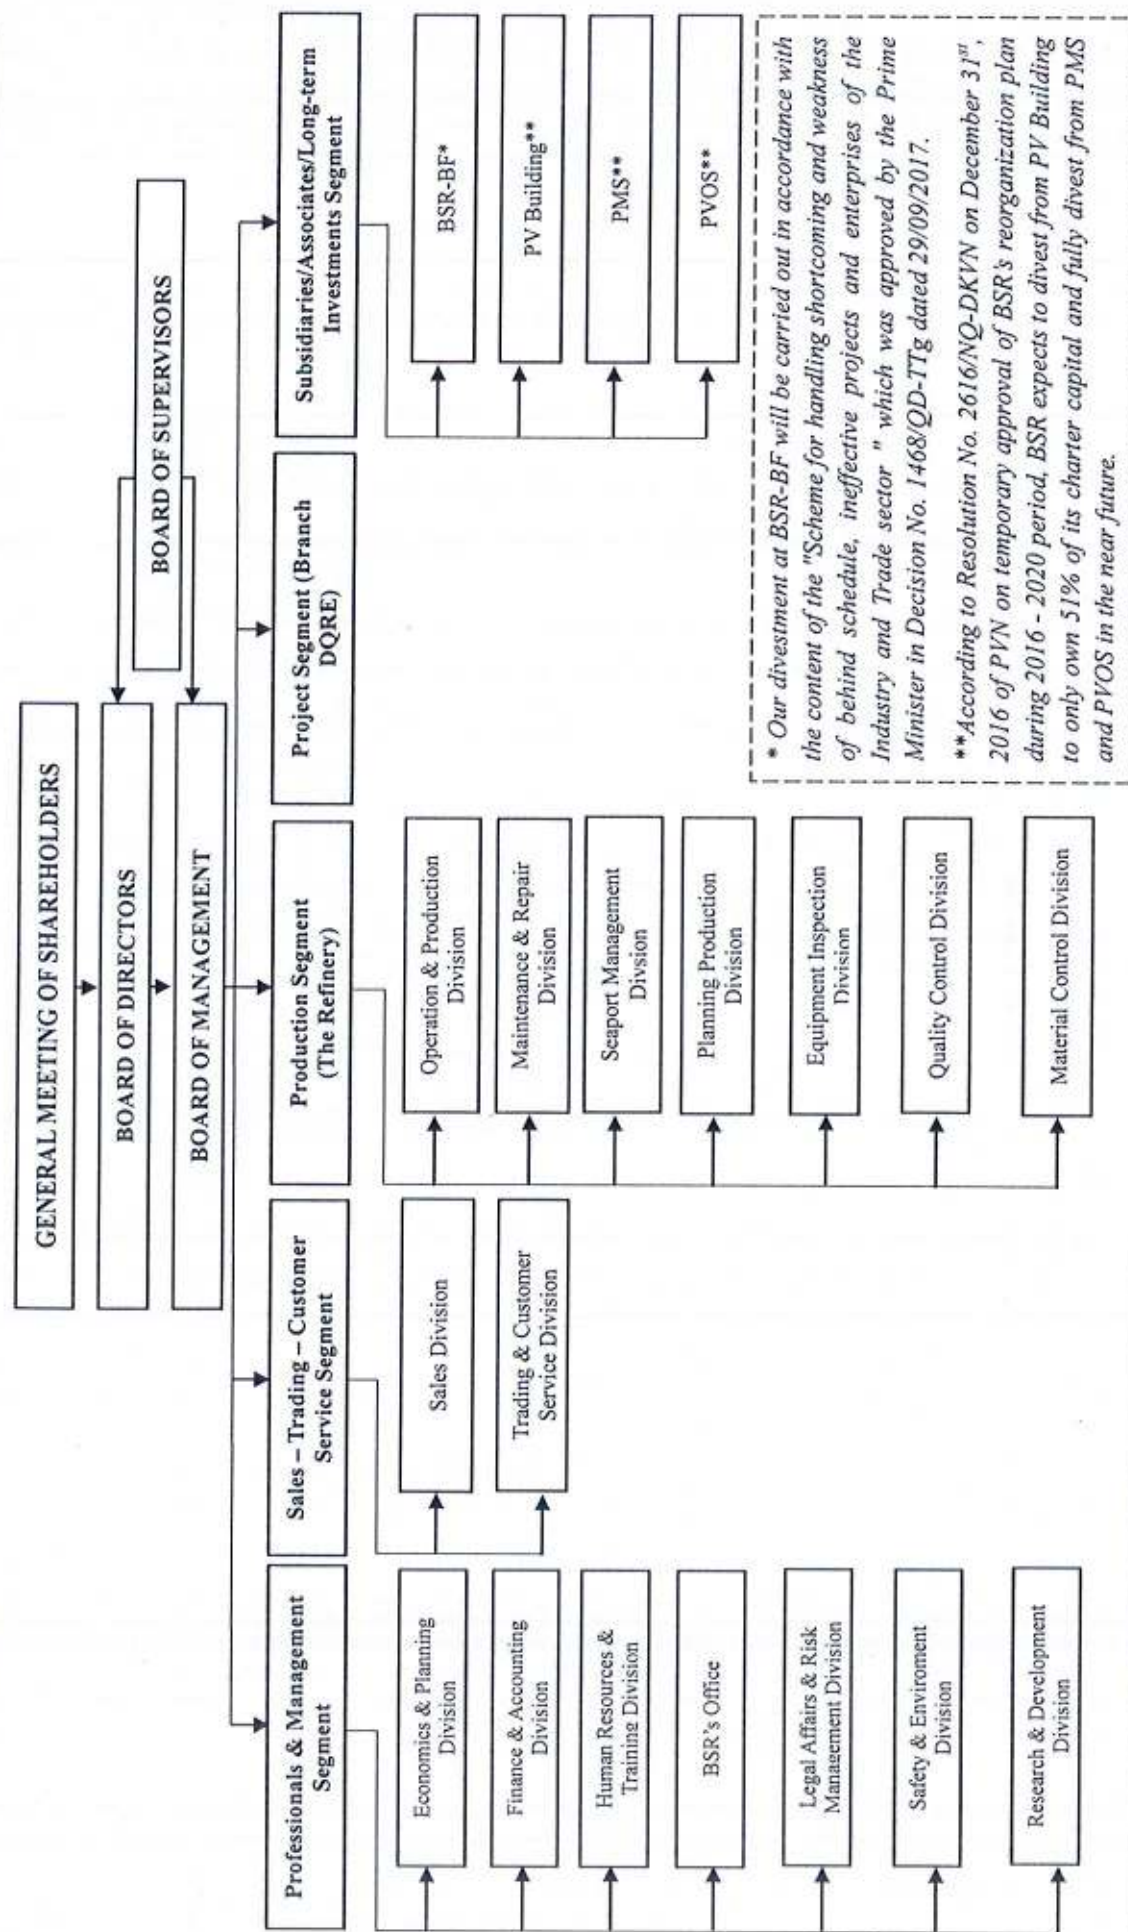 GENERAL MEETING OF SHAREHOLDERS
BOARD OF SUPERVISORS
BOARD OF DIRECTORS
BOARD OF MANAGEMENT
Professionals & Management
Segment
Economics & Planning
Division
Finance & Accounting
Division
Human Resources &
Training Division
BSR's Office
Legal Affairs & Risk
Management Division
Safety & Enviroment
Division
Research & Development
Division
Sales – Trading – Customer
Service Segment
Sales Division
Trading & Customer
Service Division
Production Segment
(The Refinery)
Operation & Production
Division
Maintenance & Repair
Division
Seaport Management
Division
Planning Production
Division
Equipment Inspection
Division
Quality Control Division
Material Control Division
Project Segment (Branch
DQRE)
Subsidiaries/Associates/Long-term
Investments Segment
BSR-BF*
PV Building**
PMS**
PVOS**
* Our divestment at BSR-BF will be carried out in accordance with
the content of the "Scheme for handling shortcoming and weakness
of behind schedule, ineffective projects and enterprises of the
Industry and Trade sector " which was approved by the Prime
Minister in Decision No. 1468/QD-TTg dated 29/09/2017.
**According to Resolution No. 2616/NQ-DKVN on December 31st,
2016 of PVN on temporary approval of BSR's reorganization plan
during 2016 - 2020 period, BSR expects to divest from PV Building
to only own 51% of its charter capital and fully divest from PMS
and PVOS in the near future.